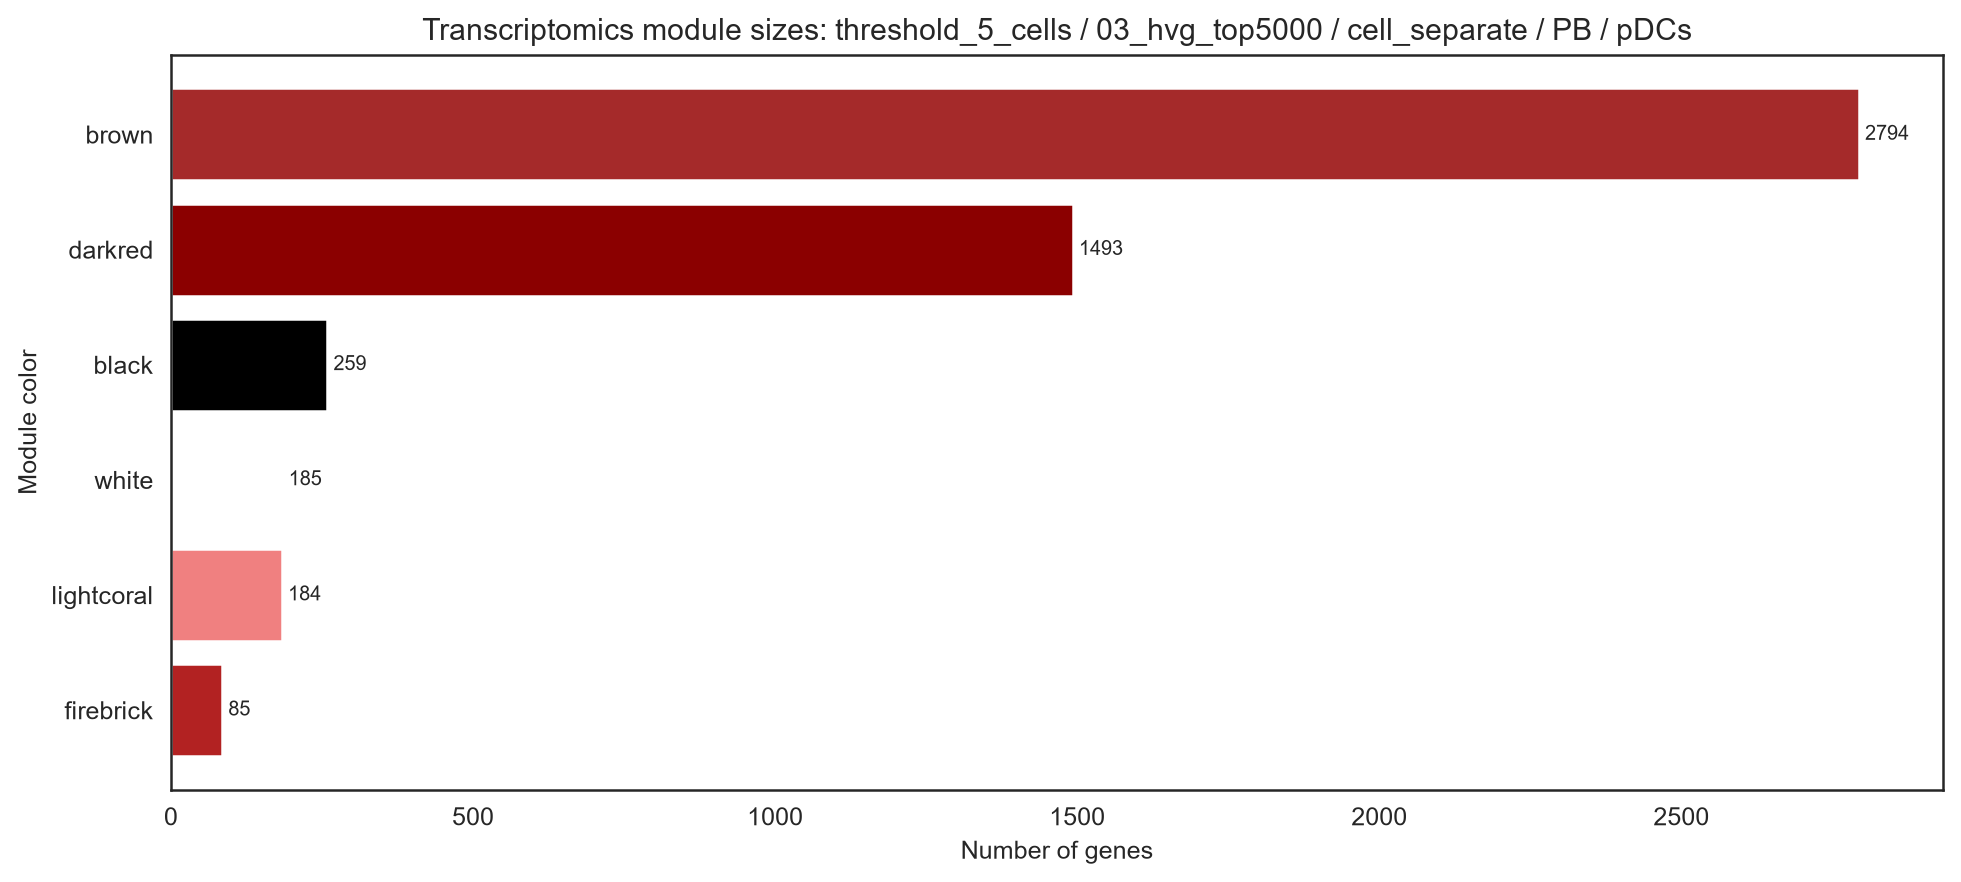 Transcriptomics module sizes: threshold_5_cells / 03_hvg_top5000 / cell_separate / PB / pDCs
Module color
brown
2794
darkred
1493
black
259
white
185
lightcoral
184
firebrick
85
0 500 1000 1500 2000 2500
Number of genes